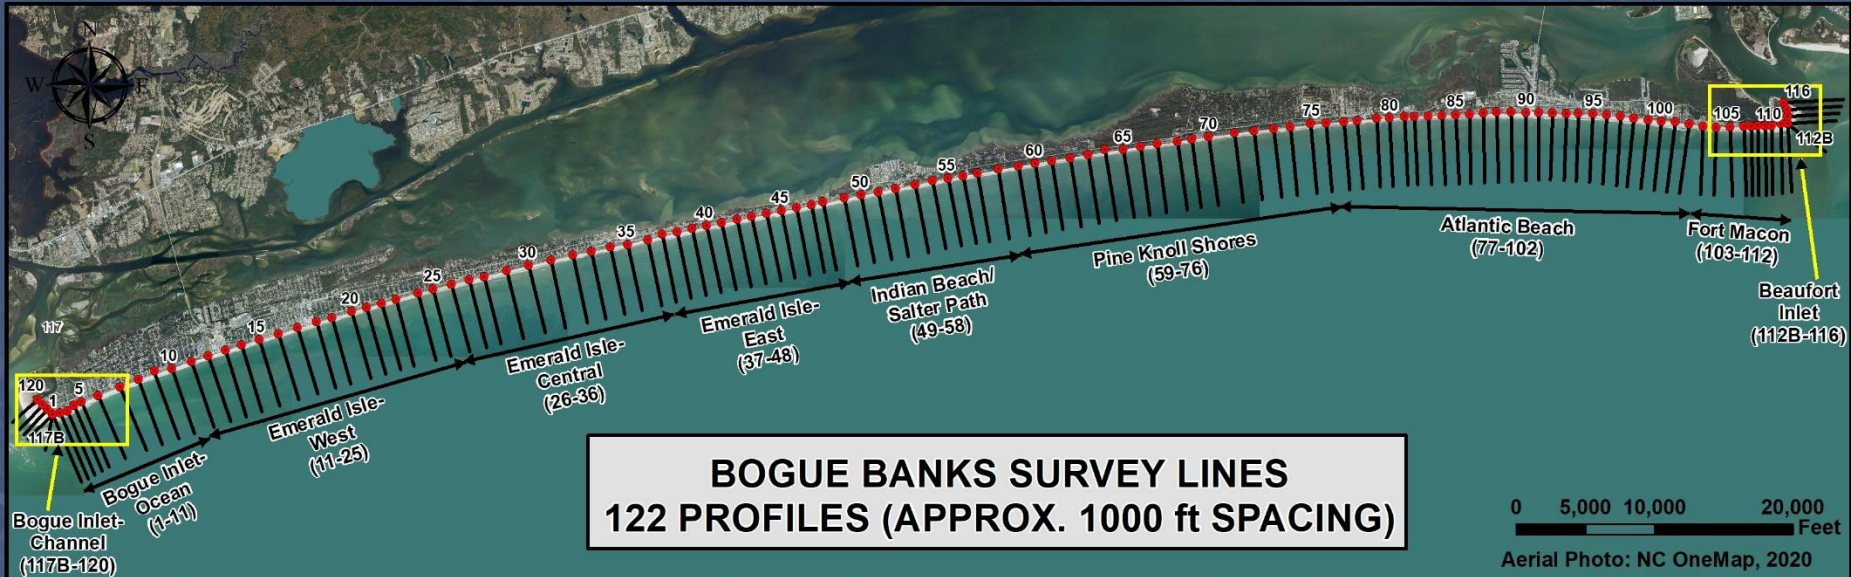 N
W E
S
117
120
1
5
117B
10
15
20
25
30
35
40
45
50
55
60
65
70
75
80
85
90
95
100
105
110
116
112B
Bogue Inlet-
Channel
(117B-120)
Bogue Inlet-
Ocean
(1-11)
Emerald Isle-
West
(11-25)
Emerald Isle-
Central
(26-36)
Emerald Isle-
East
(37-48)
Indian Beach/
Salter Path
(49-58)
Pine Knoll Shores
(59-76)
Atlantic Beach
(77-102)
Fort Macon
(103-112)
Beaufort
Inlet
(112B-116)
BOGUE BANKS SURVEY LINES
122 PROFILES (APPROX. 1000 ft SPACING)
0 5,000 10,000 20,000
Feet
Aerial Photo: NC OneMap, 2020